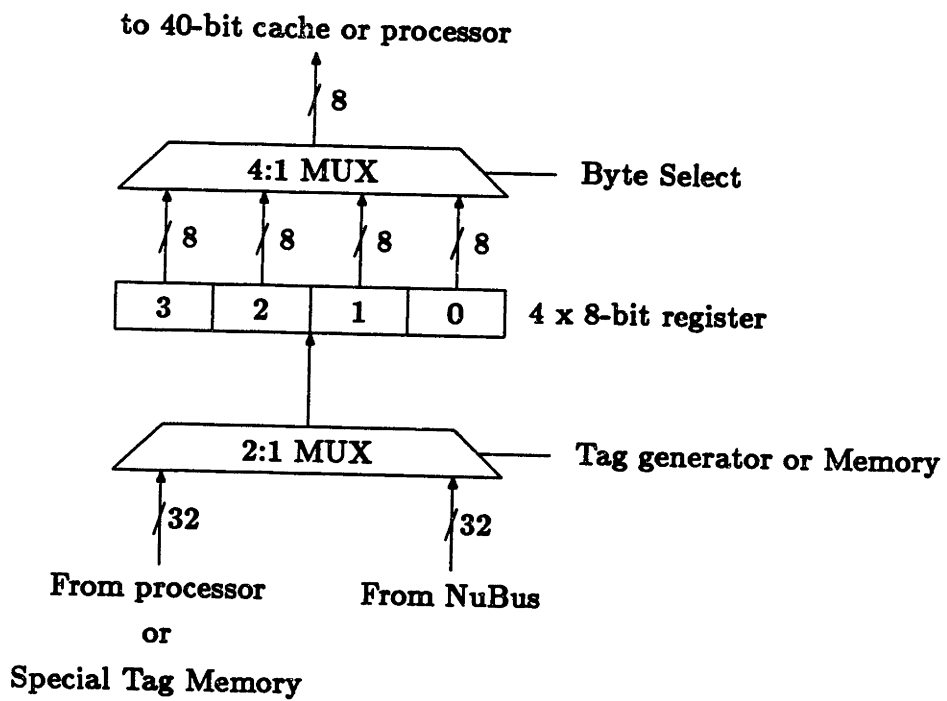 to 40-bit cache or processor
8
4:1 MUX
Byte Select
8 8 8 8
3 2 1 0
4 x 8-bit register
2:1 MUX
Tag generator or Memory
32 32
From processor
or
Special Tag Memory
From NuBus